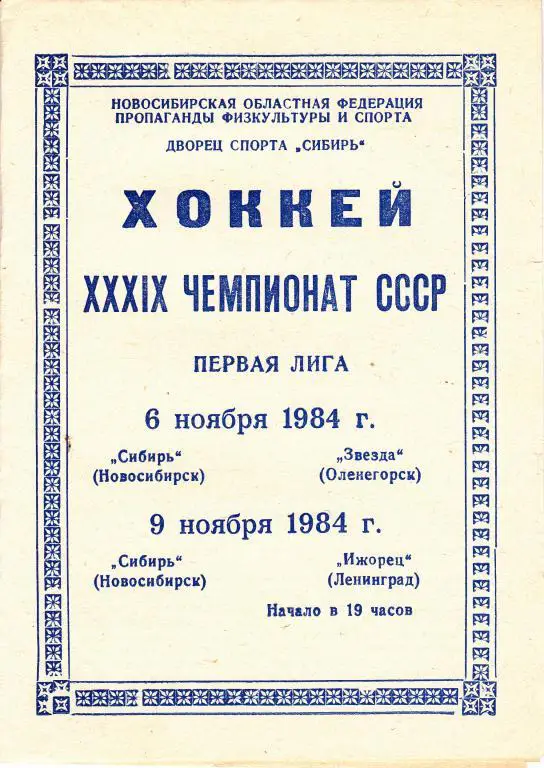 НОВОСИБИРСКАЯ ОБЛАСТНАЯ ФЕДЕРАЦИЯ
ПРОПАГАНДЫ ФИЗКУЛЬТУРЫ И СПОРТА
ДВОРЕЦ СПОРТА „СИБИРЬ“
ХОККЕЙ
XXXIX ЧЕМПИОНАТ СССР
ПЕРВАЯ ЛИГА
6 ноября 1984 г.
„Сибирь“ „Звезда“
(Новосибирск) (Оленегорск)
9 ноября 1984 г.
„Сибирь“ „Ижорец“
(Новосибирск) (Ленинград)
Начало в 19 часов